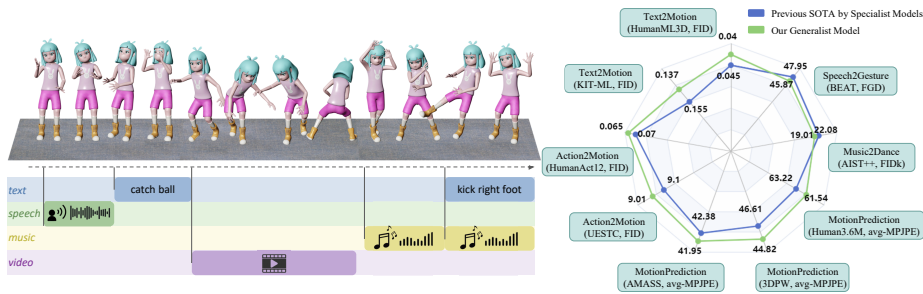 text
catch ball
kick right foot
speech
music
video
Previous SOTA by Specialist Models
Our Generalist Model
Text2Motion
(HumanML3D, FID)
0.04
0.045
Speech2Gesture
(BEAT, FGD)
47.95
45.87
Music2Dance
(AIST++, FIDk)
19.01
22.08
MotionPrediction
(Human3.6M, avg-MPJPE)
63.22
61.54
MotionPrediction
(3DPW, avg-MPJPE)
46.61
44.82
MotionPrediction
(AMASS, avg-MPJPE)
42.38
41.95
Action2Motion
(UESTC, FID)
9.1
9.01
Action2Motion
(HumanAct12, FID)
0.065
0.07
Text2Motion
(KIT-ML, FID)
0.137
0.155